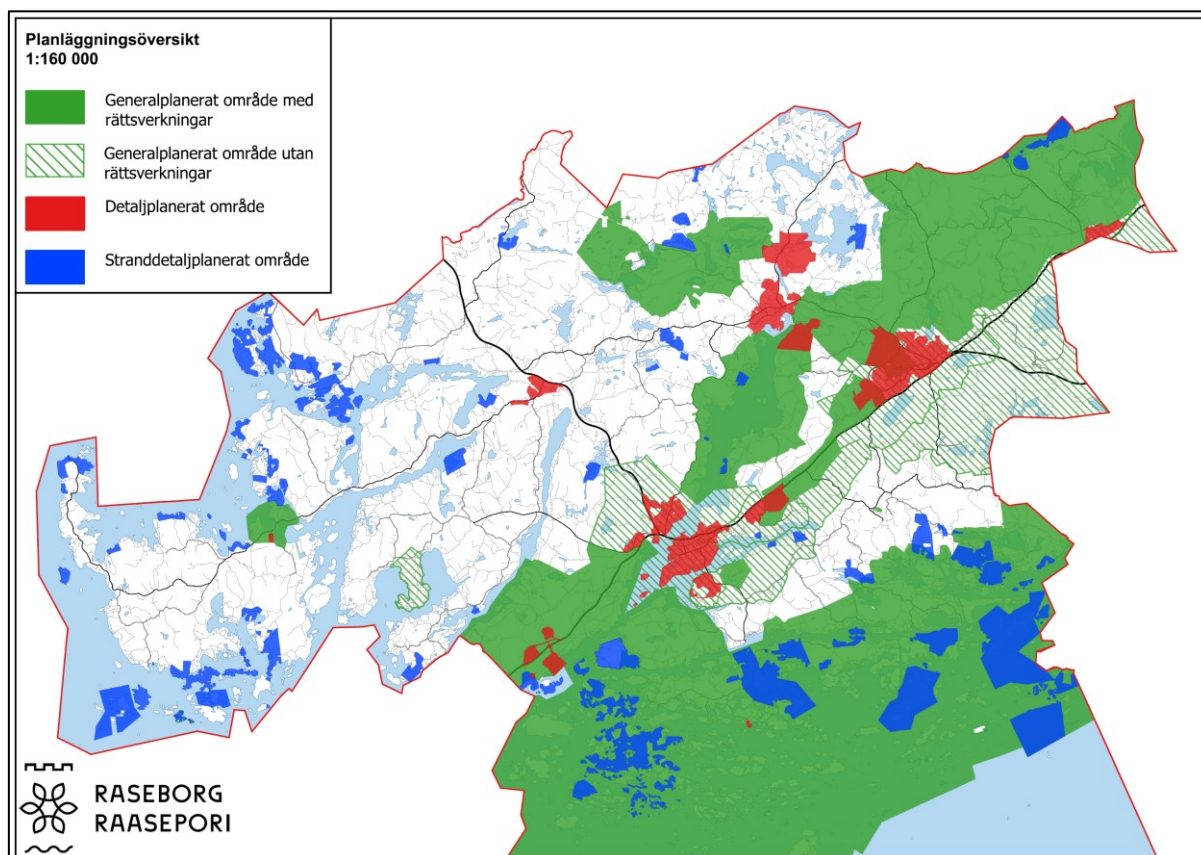 Planläggningsöversikt
1:160 000
Generalplanerat område med
rättsverkningar
Generalplanerat område utan
rättsverkningar
Detaljplanerat område
Stranddetaljplanerat område
RASEBORG
RAASEPORI